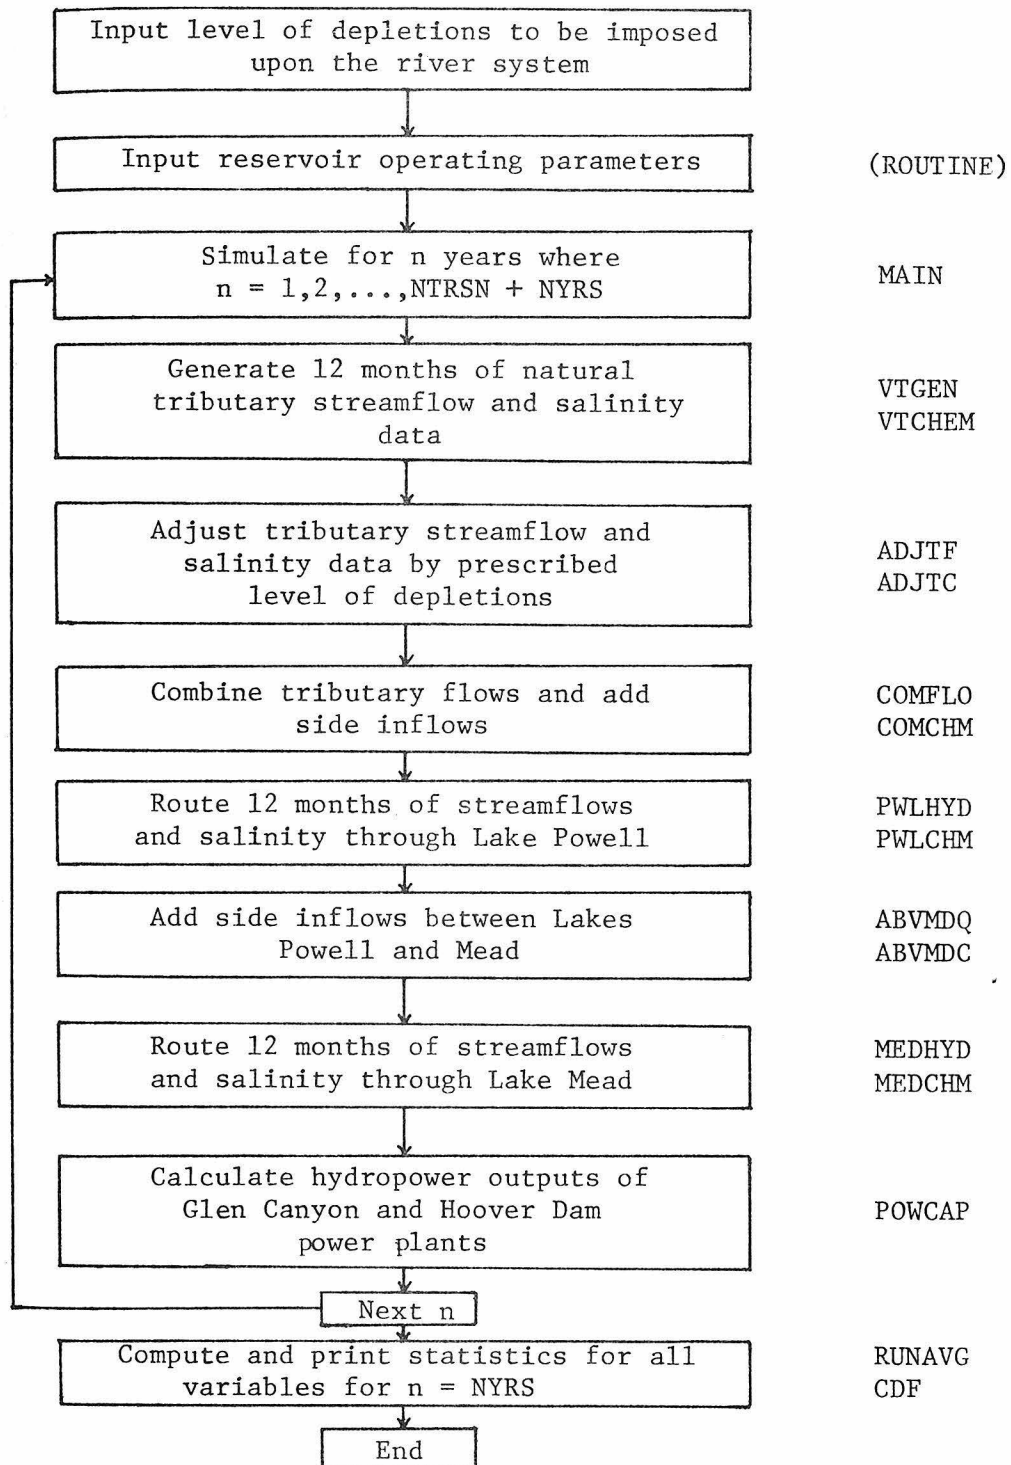 Input level of depletions to be imposed
upon the river system
Input reservoir operating parameters
(ROUTINE)
Simulate for n years where
n = 1,2,...,NTRSN + NYRS
MAIN
Generate 12 months of natural
tributary streamflow and salinity
data
VTGEN
VTCHEM
Adjust tributary streamflow and
salinity data by prescribed
level of depletions
ADJTF
ADJTC
Combine tributary flows and add
side inflows
COMFLO
COMCHM
Route 12 months of streamflows
and salinity through Lake Powell
PWLHYD
PWLCHM
Add side inflows between Lakes
Powell and Mead
ABVMDQ
ABVMDC
Route 12 months of streamflows
and salinity through Lake Mead
MEDHYD
MEDCHM
Calculate hydropower outputs of
Glen Canyon and Hoover Dam
power plants
POWCAP
Next n
Compute and print statistics for all
variables for n = NYRS
RUNAVG
CDF
End